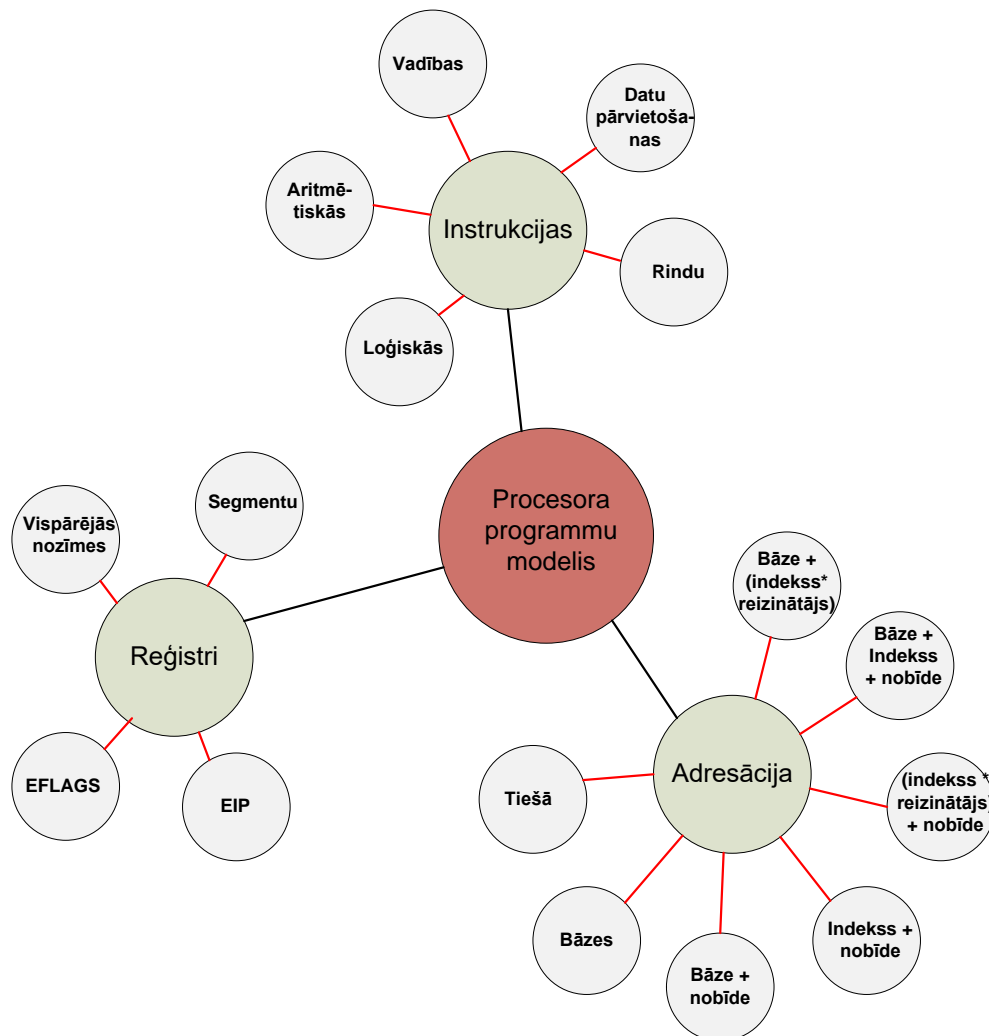 Vadības
Datu
pārvietoša-
nas
Aritmē-
tiskās
Instrukcijas
Rindu
Loģiskās
Procesora
programmu
modelis
Segmentu
Vispārējās
nozīmes
Reģistri
EFLAGS
EIP
Bāze +
(indekss*
reizinātājs)
Bāze +
Indekss
+ nobīde
Adresācija
(indekss *
reizinātājs)
+ nobīde
Tiešā
Bāzes
Bāze +
nobīde
Indekss +
nobīde